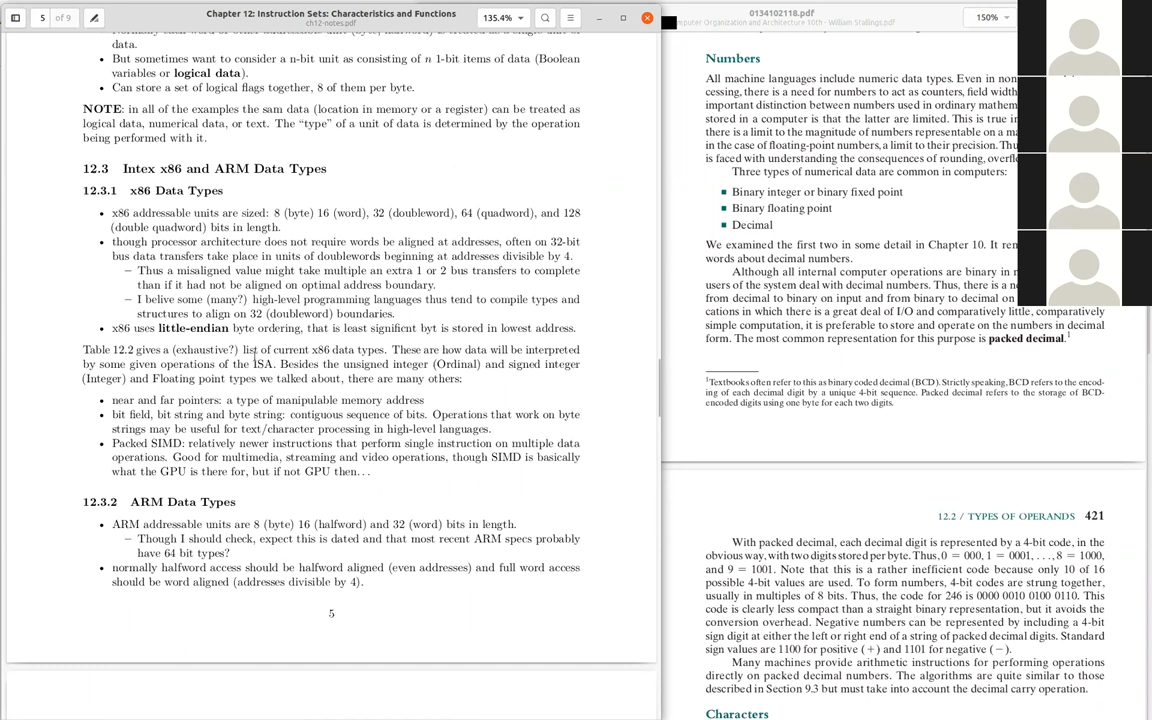 5 of 9
Chapter 12: Instruction Sets: Characteristics and Functions
ch12-notes.pdf
135.4%
data.
• But sometimes want to consider a n-bit unit as consisting of n 1-bit items of data (Boolean
variables or logical data).
• Can store a set of logical flags together, 8 of them per byte.
NOTE: in all of the examples the sam data (location in memory or a register) can be treated as
logical data, numerical data, or text. The “type” of a unit of data is determined by the operation
being performed with it.
12.3 Intex x86 and ARM Data Types
12.3.1 x86 Data Types
• x86 addressable units are sized: 8 (byte) 16 (word), 32 (doubleword), 64 (quadword), and 128
(double quadword) bits in length.
• though processor architecture does not require words be aligned at addresses, often on 32-bit
bus data transfers take place in units of doublewords beginning at addresses divisible by 4.
– Thus a misaligned value might take multiple an extra 1 or 2 bus transfers to complete
than if it had not be aligned on optimal address boundary.
– I belive some (many?) high-level programming languages thus tend to compile types and
structures to align on 32 (doubleword) boundaries.
• x86 uses little-endian byte ordering, that is least significant byt is stored in lowest address.
Table 12.2 gives a (exhaustive?) list of current x86 data types. These are how data will be interpreted
by some given operations of the ISA. Besides the unsigned integer (Ordinal) and signed integer
(Integer) and Floating point types we talked about, there are many others:
• near and far pointers: a type of manipulable memory address
• bit field, bit string and byte string: contiguous sequence of bits. Operations that work on byte
strings may be useful for text/character processing in high-level languages.
• Packed SIMD: relatively newer instructions that perform single instruction on multiple data
operations. Good for multimedia, streaming and video operations, though SIMD is basically
what the GPU is there for, but if not GPU then...
12.3.2 ARM Data Types
• ARM addressable units are 8 (byte) 16 (halfword) and 32 (word) bits in length.
– Though I should check, expect this is dated and that most recent ARM specs probably
have 64 bit types?
• normally halfword access should be halfword aligned (even addresses) and full word access
should be word aligned (addresses divisible by 4).
5
0134102118.pdf
mputer Organization and Architecture 10th - William Stallings.pdf
150%
Numbers
All machine languages include numeric data types. Even in non
cessing, there is a need for numbers to act as counters, field width
important distinction between numbers used in ordinary mathem
stored in a computer is that the latter are limited. This is true in
there is a limit to the magnitude of numbers representable on a ma
in the case of floating-point numbers, a limit to their precision. Thu
is faced with understanding the consequences of rounding, overflo
Three types of numerical data are common in computers:
■ Binary integer or binary fixed point
■ Binary floating point
■ Decimal
We examined the first two in some detail in Chapter 10. It rem
words about decimal numbers.
Although all internal computer operations are binary in n
users of the system deal with decimal numbers. Thus, there is a ne
from decimal to binary on input and from binary to decimal on
cations in which there is a great deal of I/O and comparatively little, comparatively
simple computation, it is preferable to store and operate on the numbers in decimal
form. The most common representation for this purpose is packed decimal.1
1Textbooks often refer to this as binary coded decimal (BCD). Strictly speaking, BCD refers to the encod-
ing of each decimal digit by a unique 4-bit sequence. Packed decimal refers to the storage of BCD-
encoded digits using one byte for each two digits.
12.2 / TYPES OF OPERANDS 421
With packed decimal, each decimal digit is represented by a 4-bit code, in the
obvious way, with two digits stored per byte. Thus, 0 = 000, 1 = 0001, . . . , 8 = 1000,
and 9 = 1001. Note that this is a rather inefficient code because only 10 of 16
possible 4-bit values are used. To form numbers, 4-bit codes are strung together,
usually in multiples of 8 bits. Thus, the code for 246 is 0000 0010 0100 0110. This
code is clearly less compact than a straight binary representation, but it avoids the
conversion overhead. Negative numbers can be represented by including a 4-bit
sign digit at either the left or right end of a string of packed decimal digits. Standard
sign values are 1100 for positive (+) and 1101 for negative (−).
Many machines provide arithmetic instructions for performing operations
directly on packed decimal numbers. The algorithms are quite similar to those
described in Section 9.3 but must take into account the decimal carry operation.
Characters